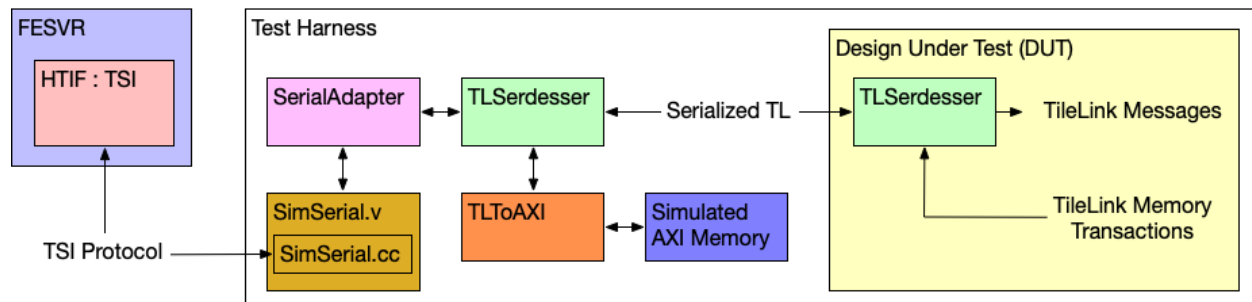 FESVR
HTIF : TSI
TSI Protocol
Test Harness
SerialAdapter
TLSerdesser
Serialized TL
SimSerial.v
SimSerial.cc
TLToAXI
Simulated
AXI Memory
Design Under Test (DUT)
TLSerdesser
TileLink Messages
TileLink Memory
Transactions